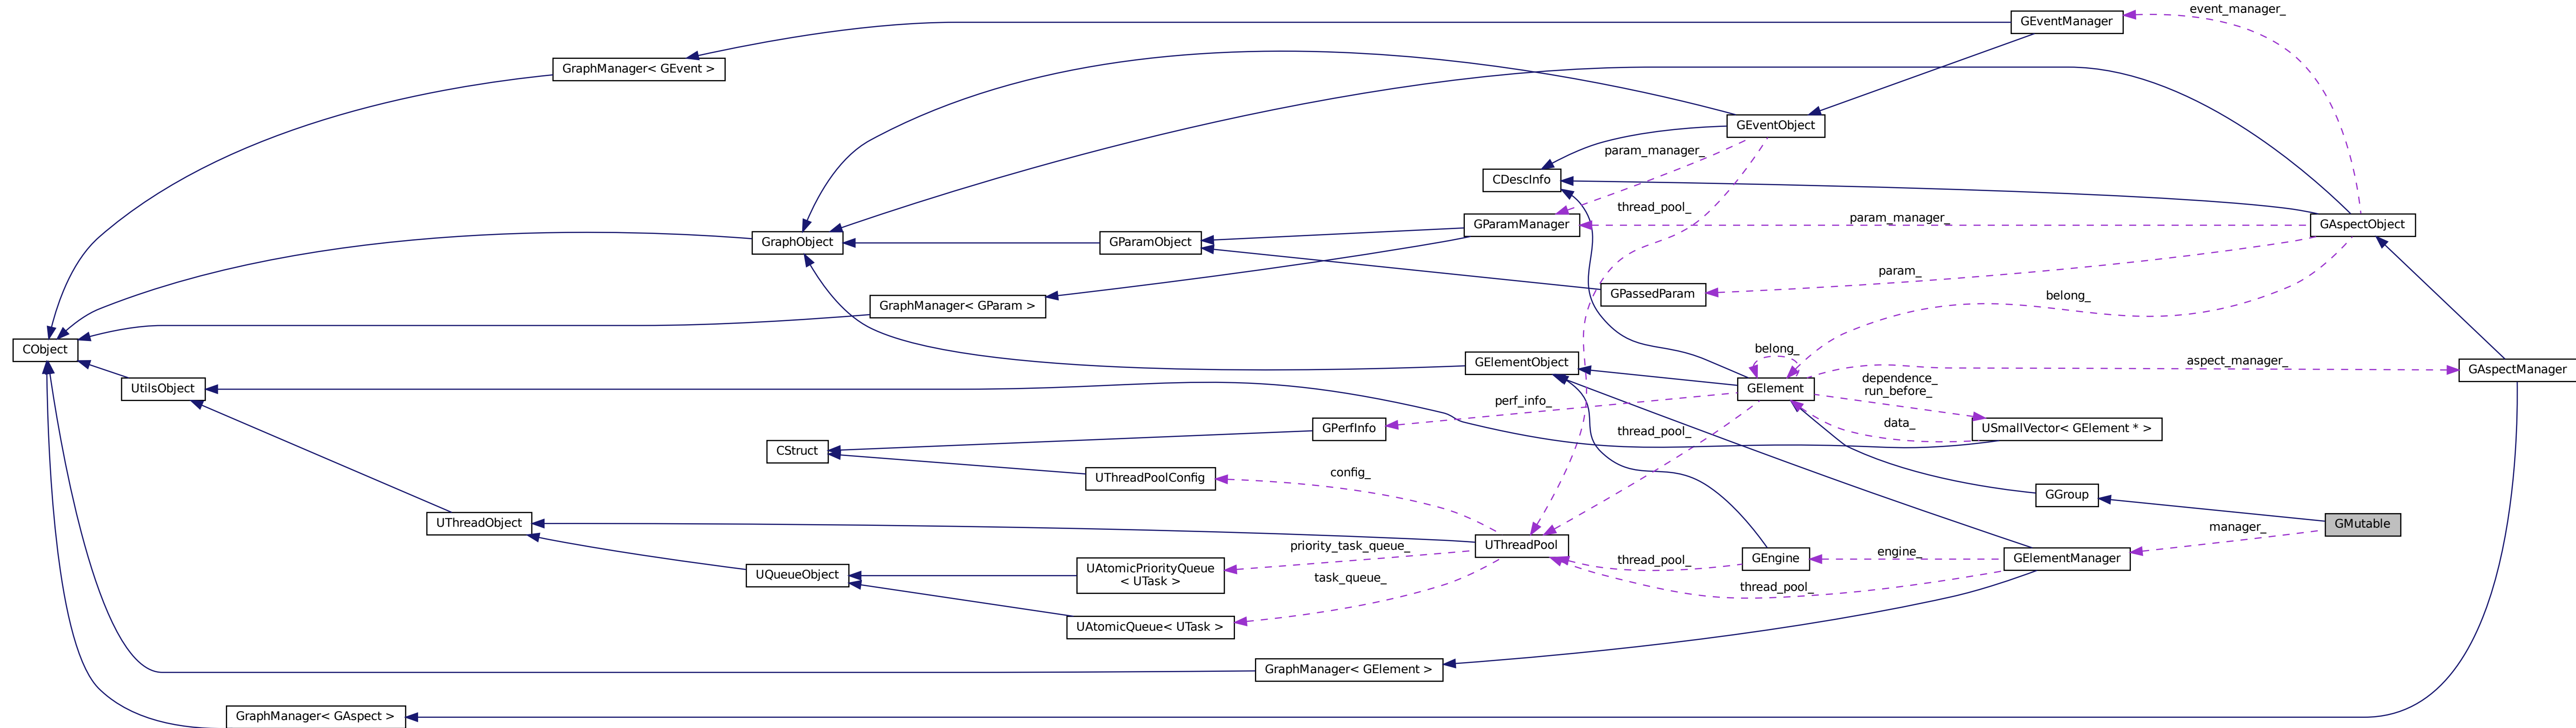 event_manager_
GEventManager
GraphManager< GEvent >
GEventObject
param_manager_
CDescInfo
thread_pool_
GParamManager
param_manager_
GAspectObject
GraphObject
GParamObject
param_
GPassedParam
belong_
GraphManager< GParam >
CObject
belong_
GElementObject
aspect_manager_
GAspectManager
UtilsObject
GElement
dependence_
run_before_
perf_info_
GPerfInfo
data_
USmallVector< GElement * >
thread_pool_
CStruct
config_
UThreadPoolConfig
GGroup
UThreadObject
GMutable
manager_
UThreadPool
priority_task_queue_
engine_
GEngine
GElementManager
thread_pool_
UQueueObject
UAtomicPriorityQueue
< UTask >
task_queue_
thread_pool_
UAtomicQueue< UTask >
GraphManager< GElement >
GraphManager< GAspect >